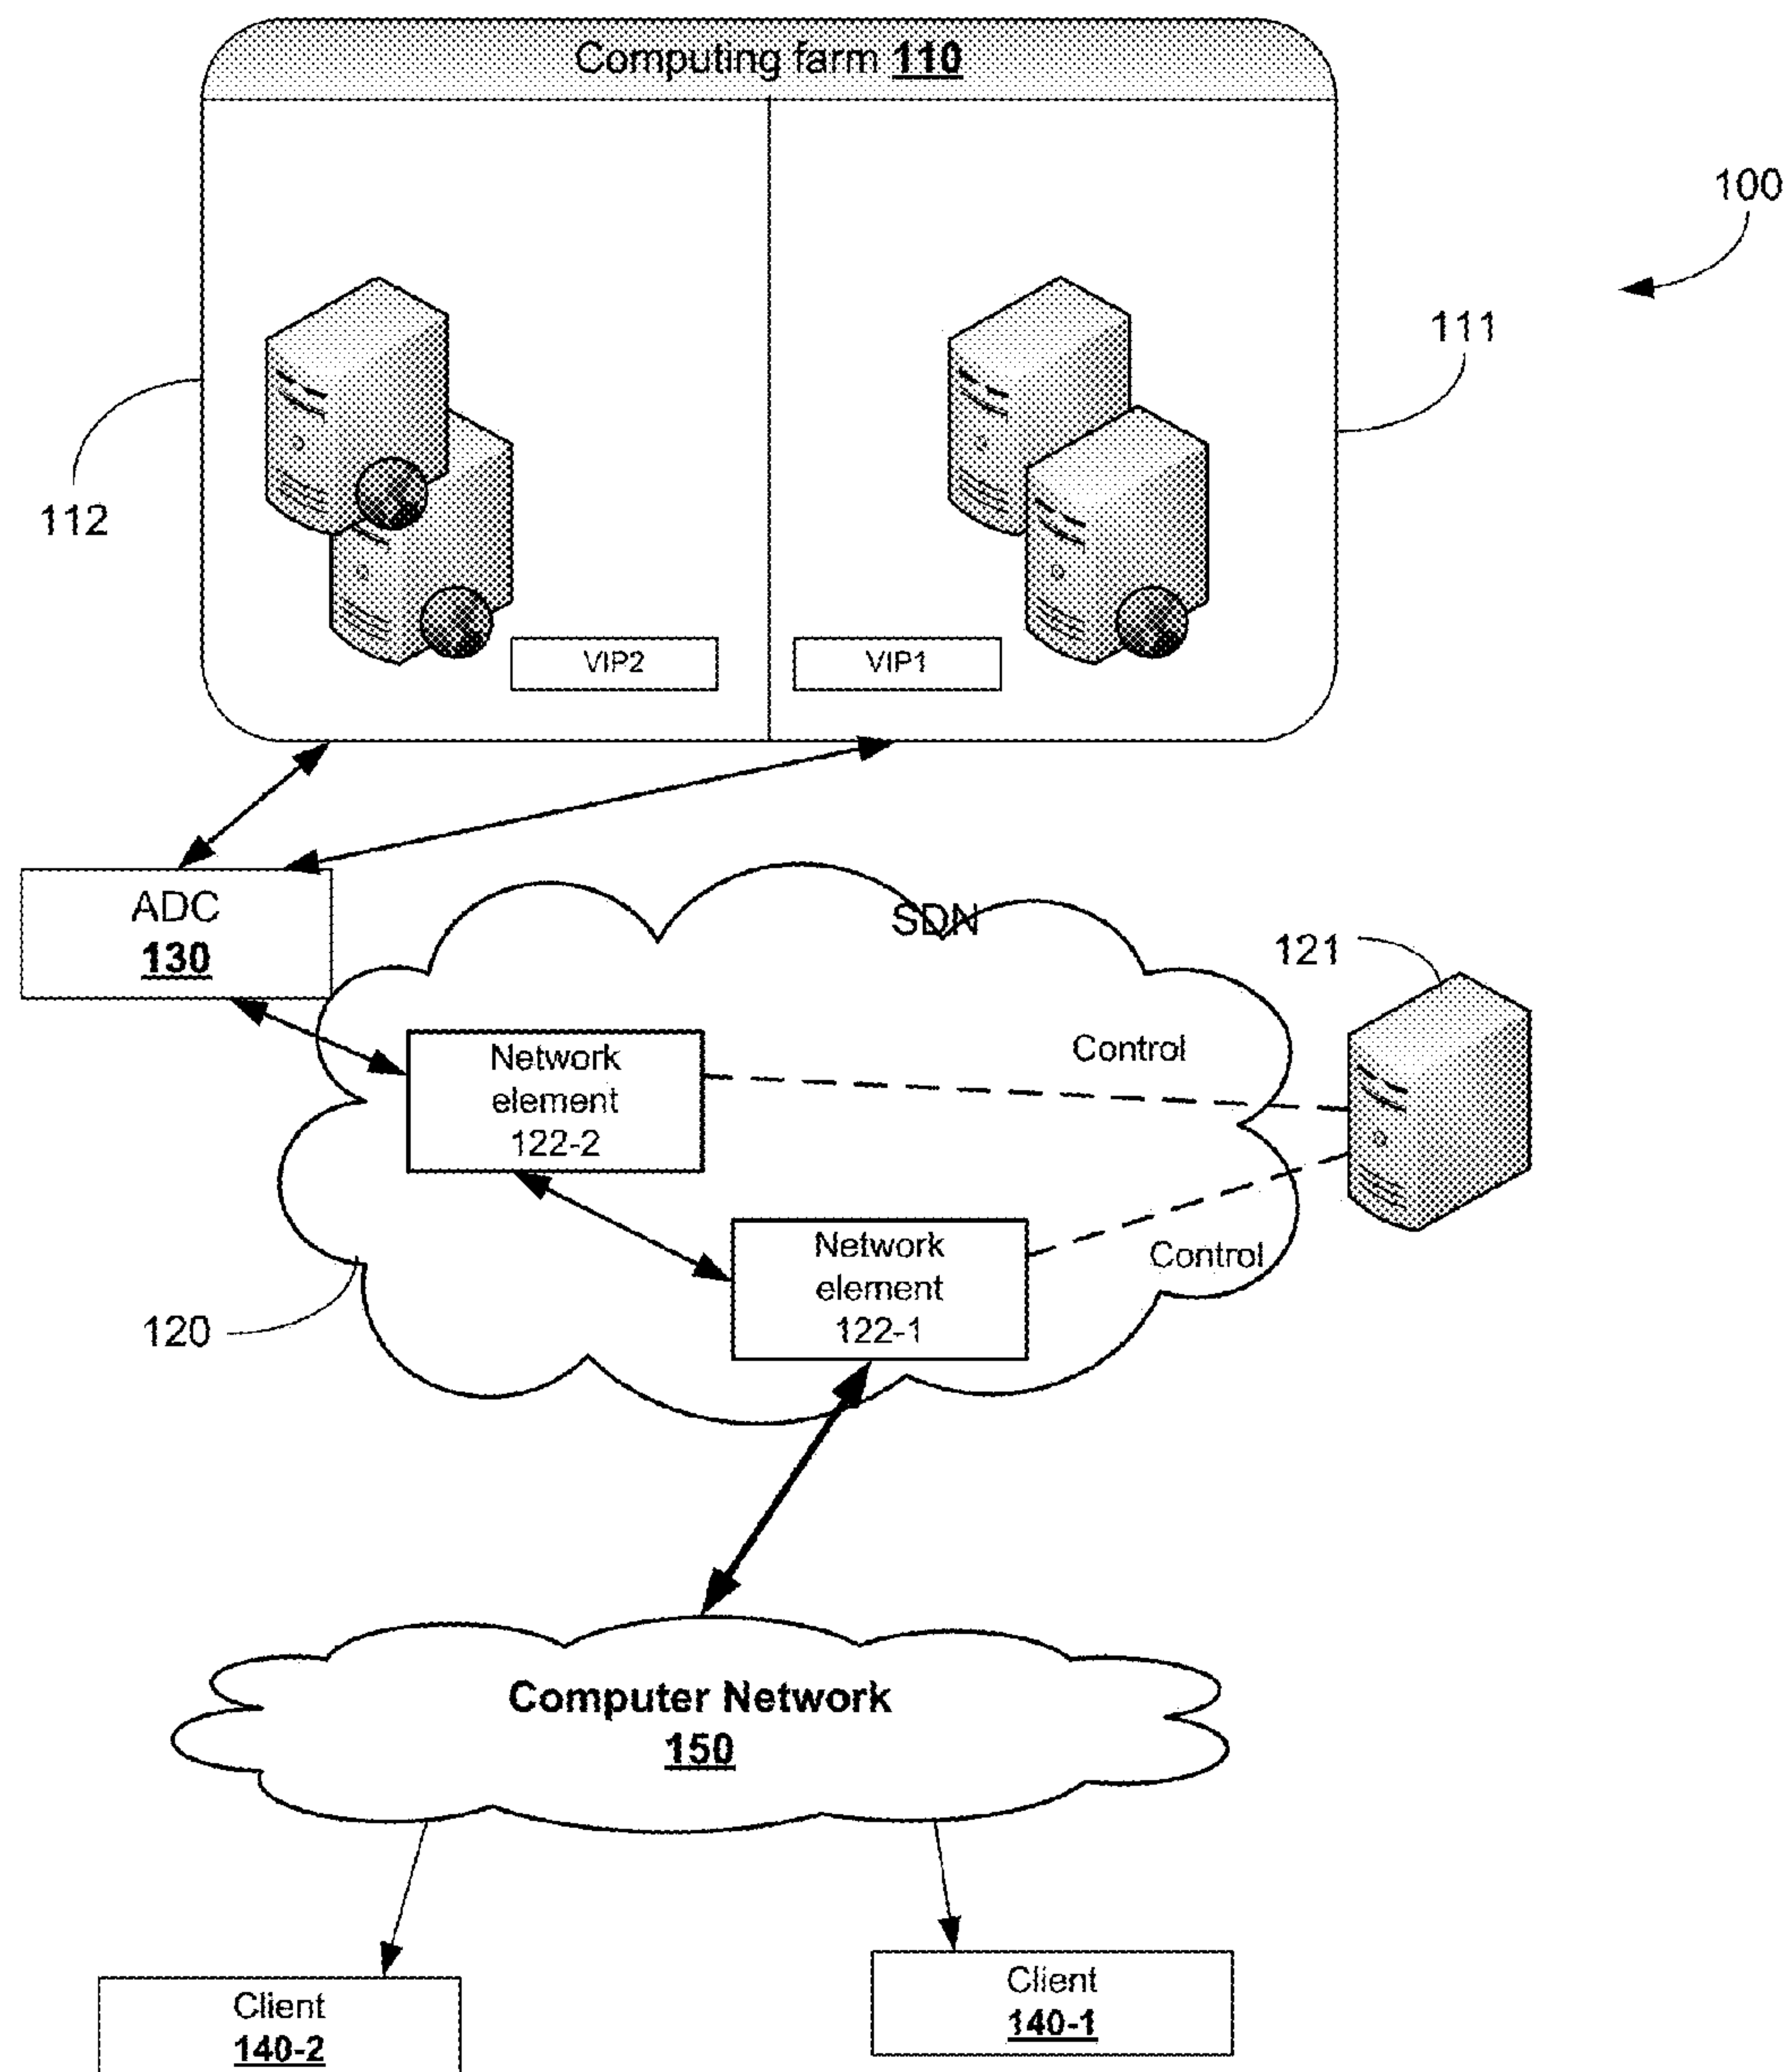 Computing farm 110
100
111
112
VIP2
VIP1
ADC
130
SDN
121
Control
Network
element
122-2
Network
element
122-1
Control
120
Computer Network
150
Client
140-1
Client
140-2